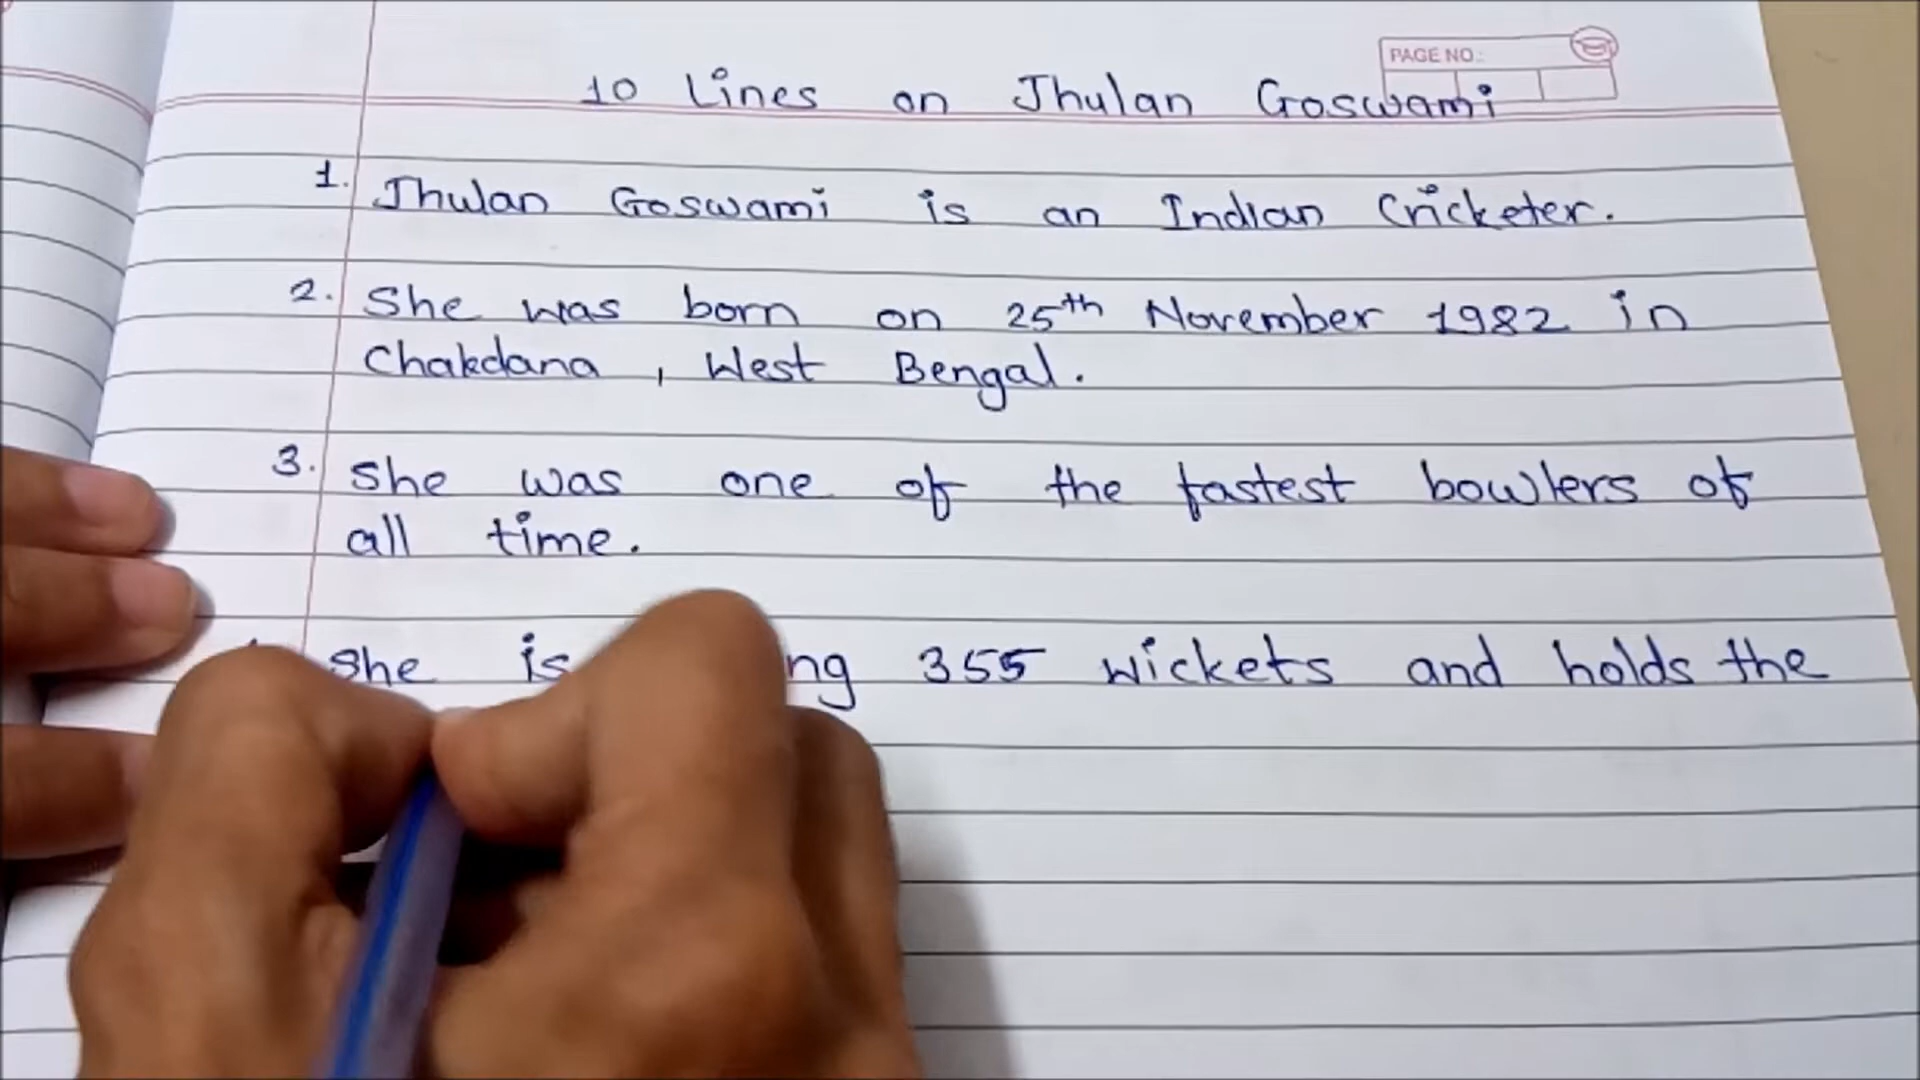 PAGE NO.:
10 Lines on Jhulan Goswami
1. Jhulan Goswami is an Indian Cricketer.
2. She was born on 25th November 1982 in
Chakdana, West Bengal.
3. She was one of the fastest bowlers of
all time.
She is 355 wickets and holds the